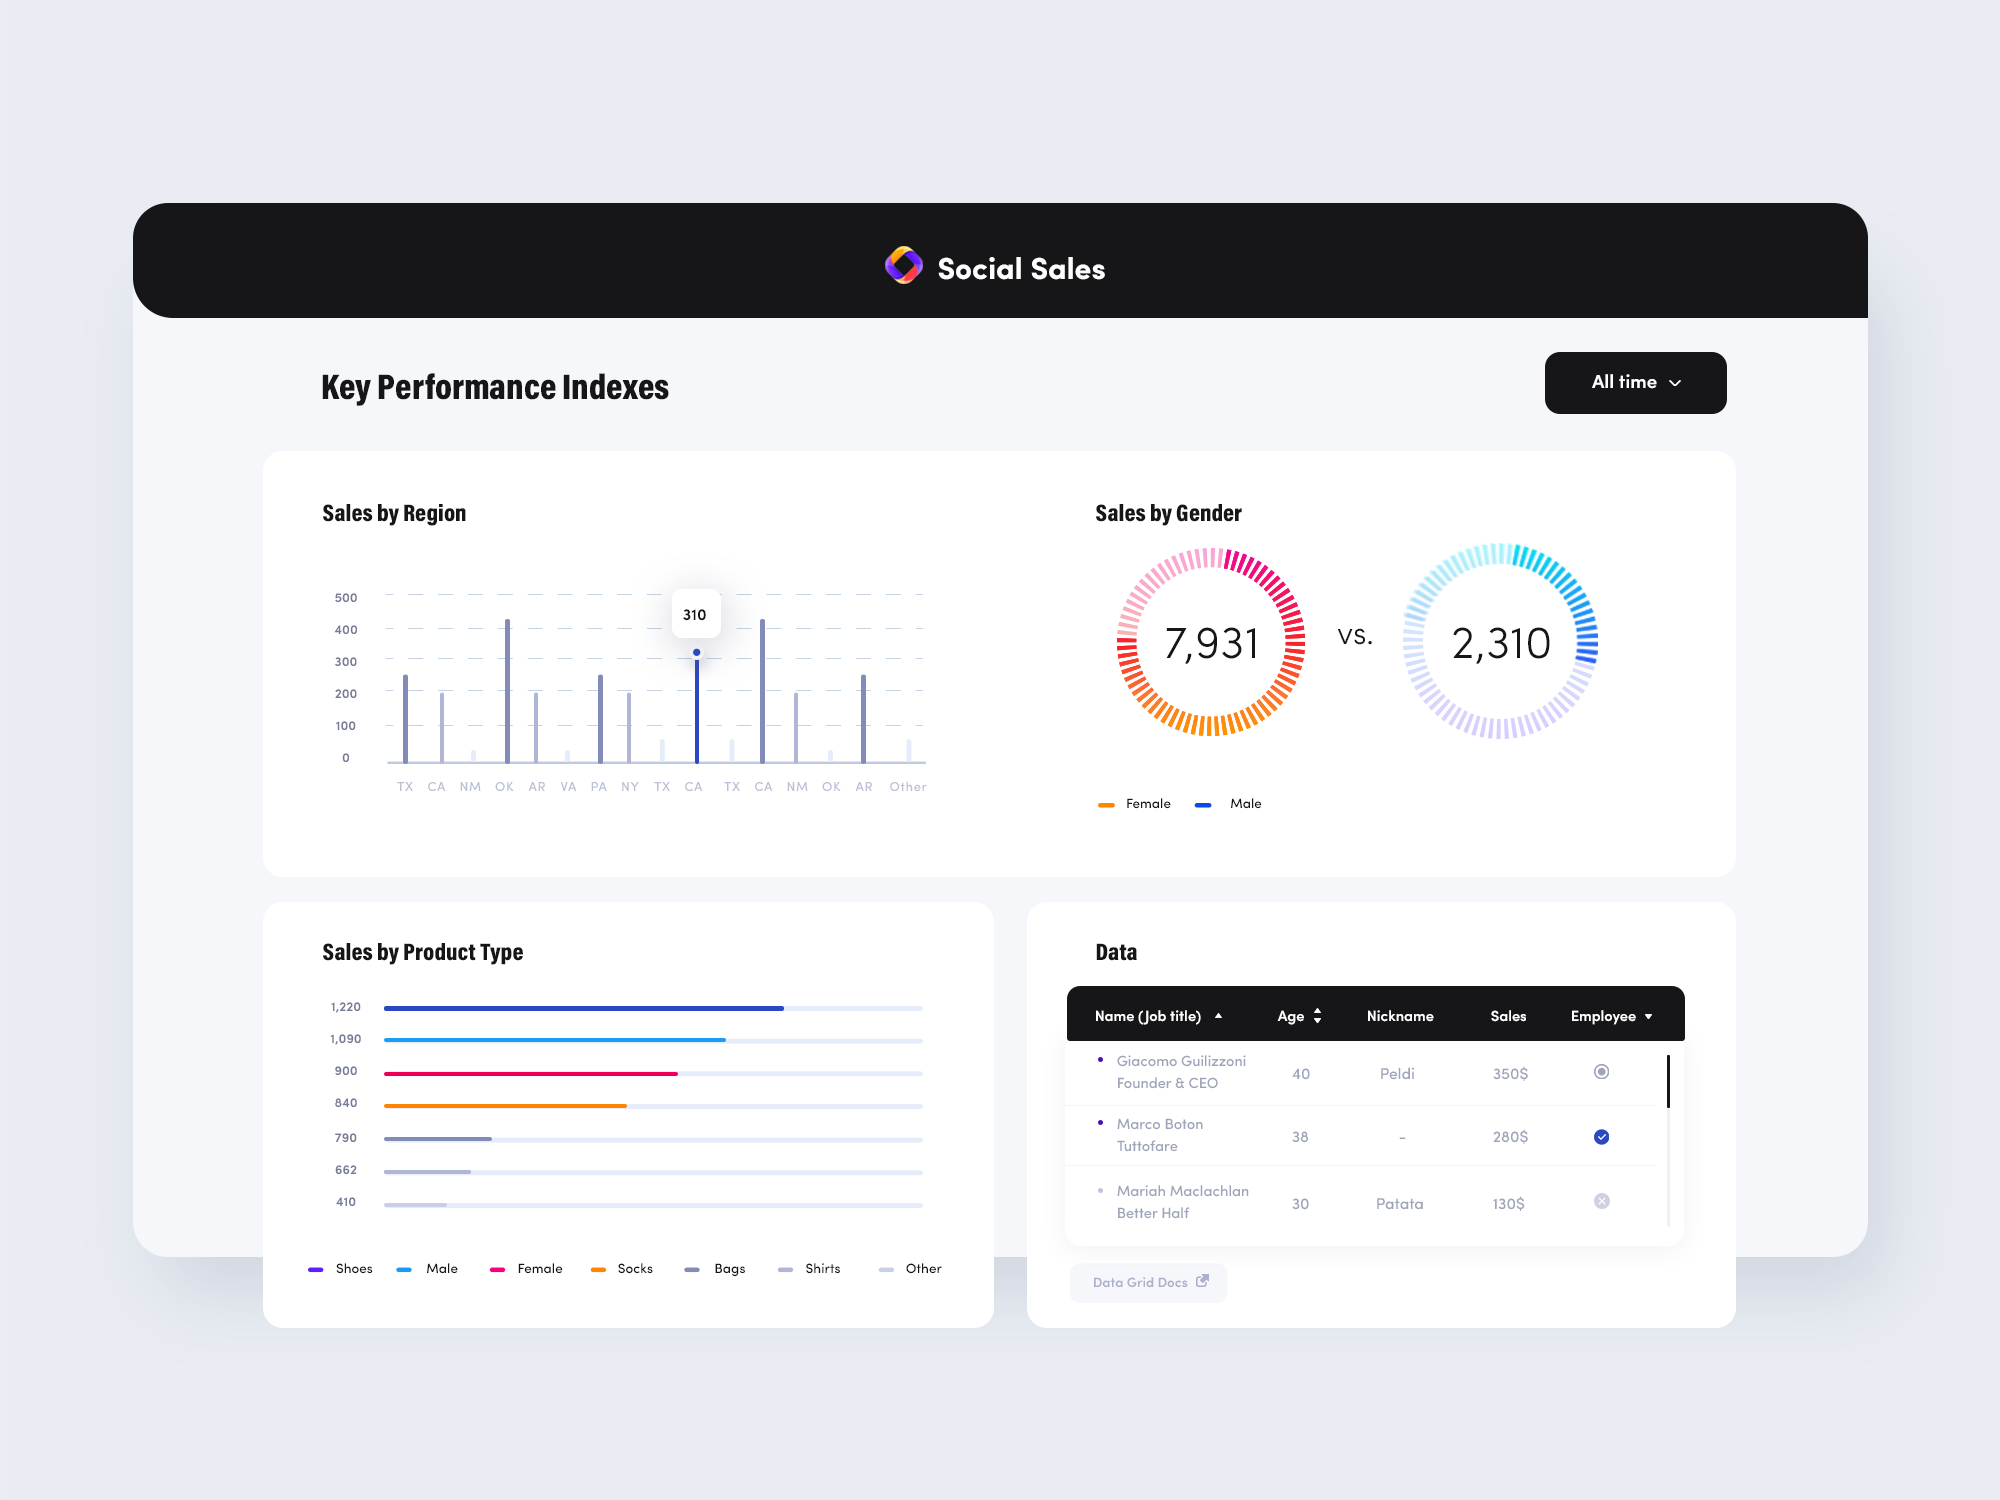 Social Sales
Key Performance Indexes
All time
Sales by Region
500
400
300
200
100
0
310
TX CA NM OK AR VA PA NY TX CA TX CA NM OK AR Other
Sales by Gender
7,931
vs.
2,310
Female Male
Sales by Product Type
1,220
1,090
900
840
790
662
410
Shoes Male Female Socks Bags Shirts Other
Data
Name (Job title) Age Nickname Sales Employee
Giacomo Guilizzoni
Founder & CEO
40 Peldi 350$
Marco Boton
Tuttofare
38 - 280$
Mariah Maclachlan
Better Half
30 Patata 130$
Data Grid Docs